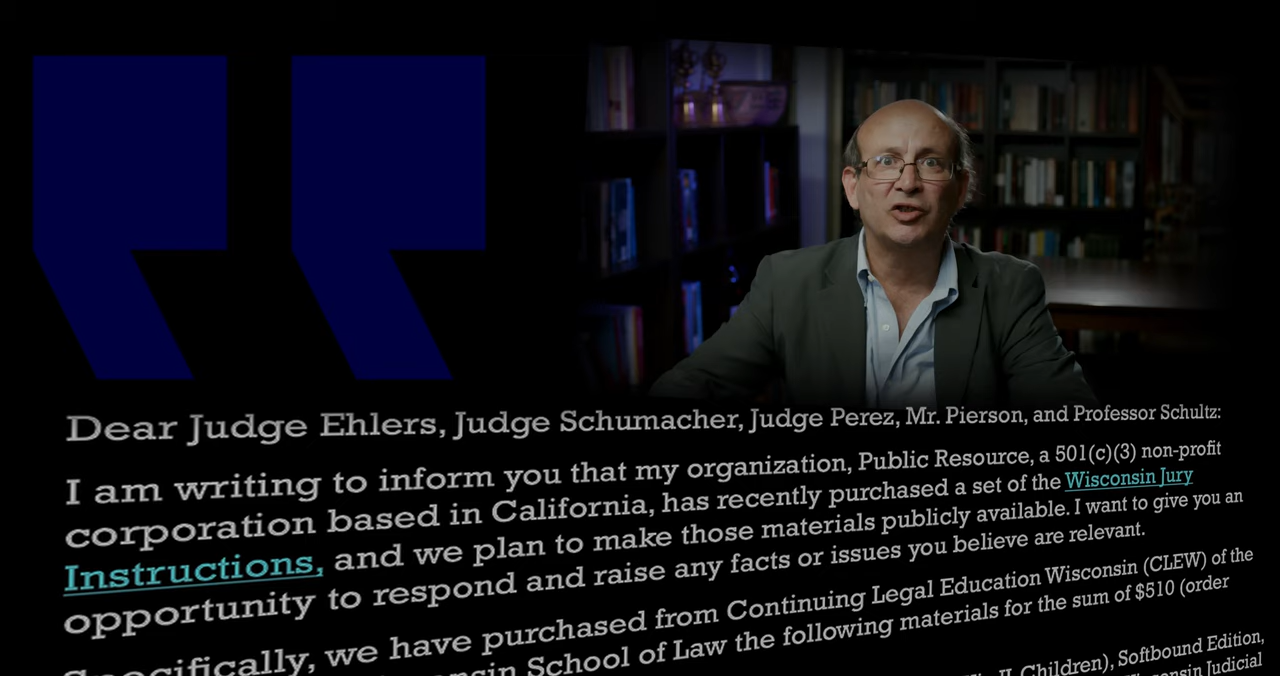 Dear Judge Ehlers, Judge Schumacher, Judge Perez, Mr. Pierson, and Professor Schultz:
I am writing to inform you that my organization, Public Resource, a 501(c)(3) non-profit
corporation based in California, has recently purchased a set of the Wisconsin Jury
Instructions, and we plan to make those materials publicly available. I want to give you an
opportunity to respond and raise any facts or issues you believe are relevant.
Specifically, we have purchased from Continuing Legal Education Wisconsin (CLEW) of the
School of Law the following materials for the sum of $510 (order
II Children), Softbound Edition,
Judicial